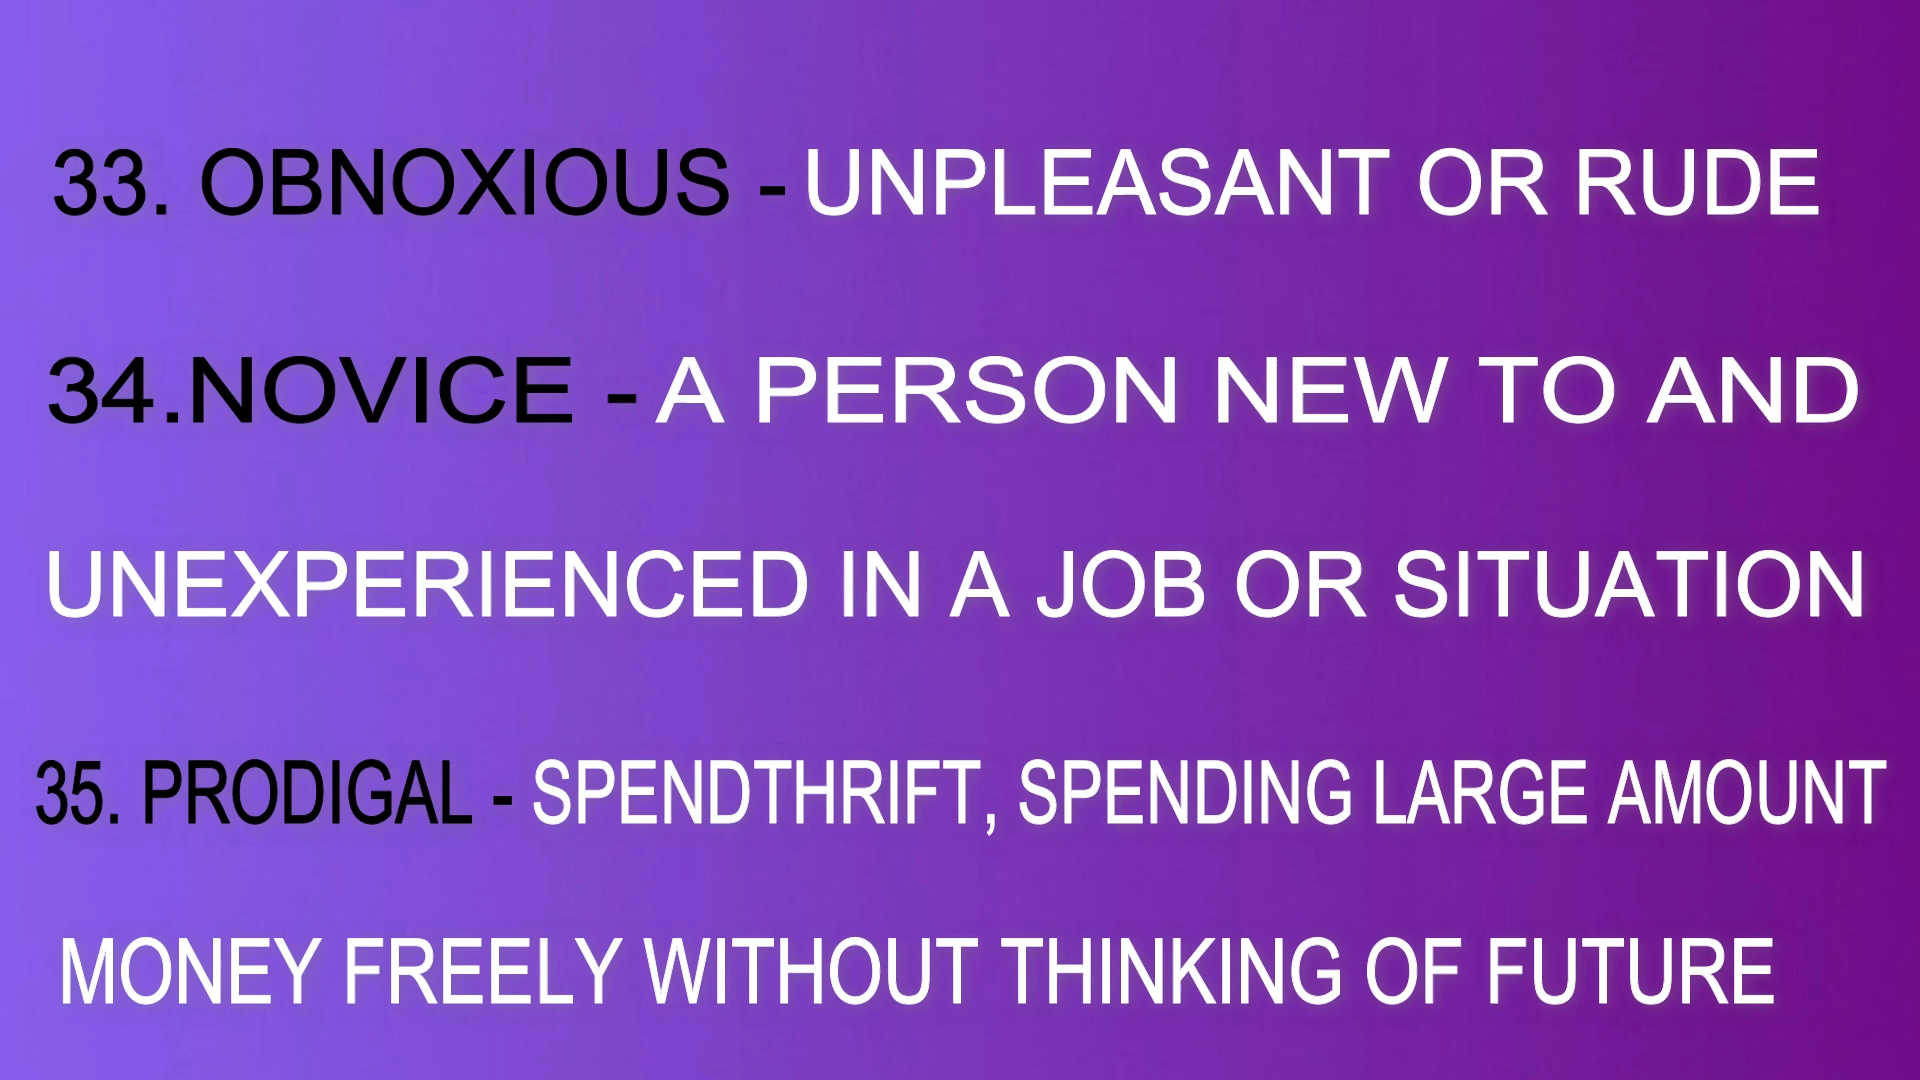 33. OBNOXIOUS - UNPLEASANT OR RUDE
34.NOVICE - A PERSON NEW TO AND
UNEXPERIENCED IN A JOB OR SITUATION
35. PRODIGAL - SPENDTHRIFT, SPENDING LARGE AMOUNT
MONEY FREELY WITHOUT THINKING OF FUTURE